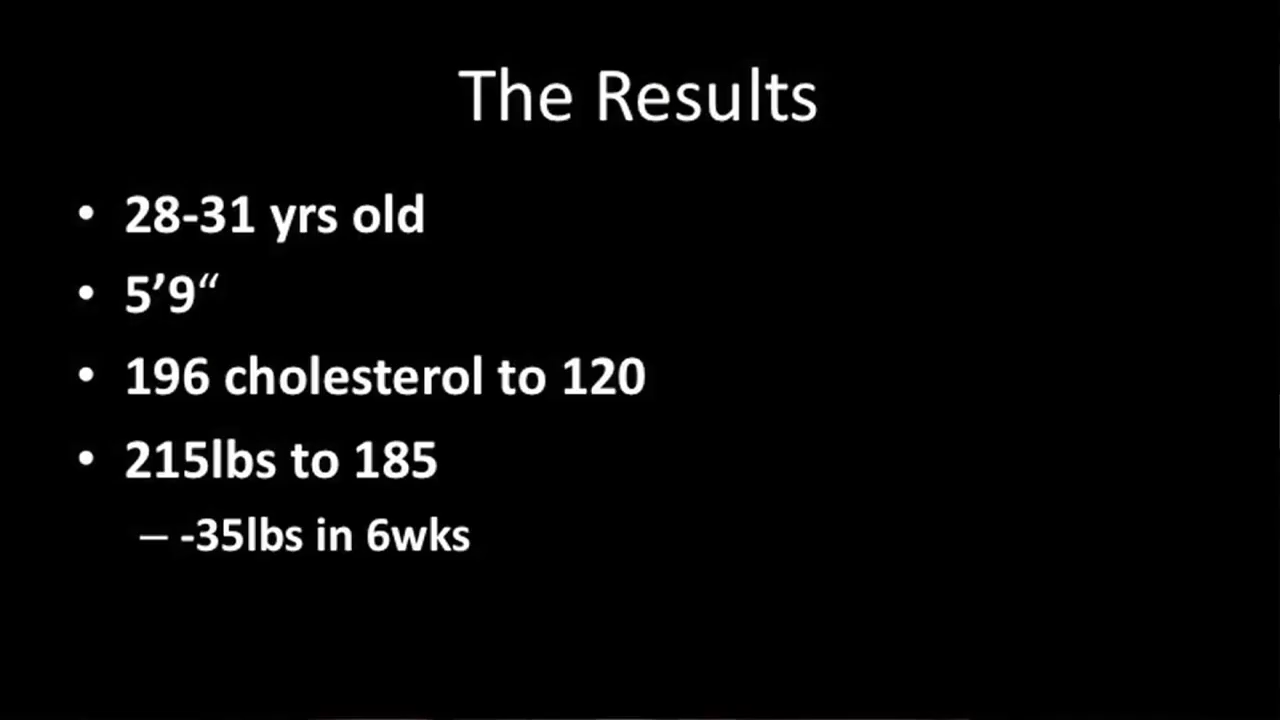 The Results
• 28-31 yrs old
• 5’9“
• 196 cholesterol to 120
• 215lbs to 185
– -35lbs in 6wks